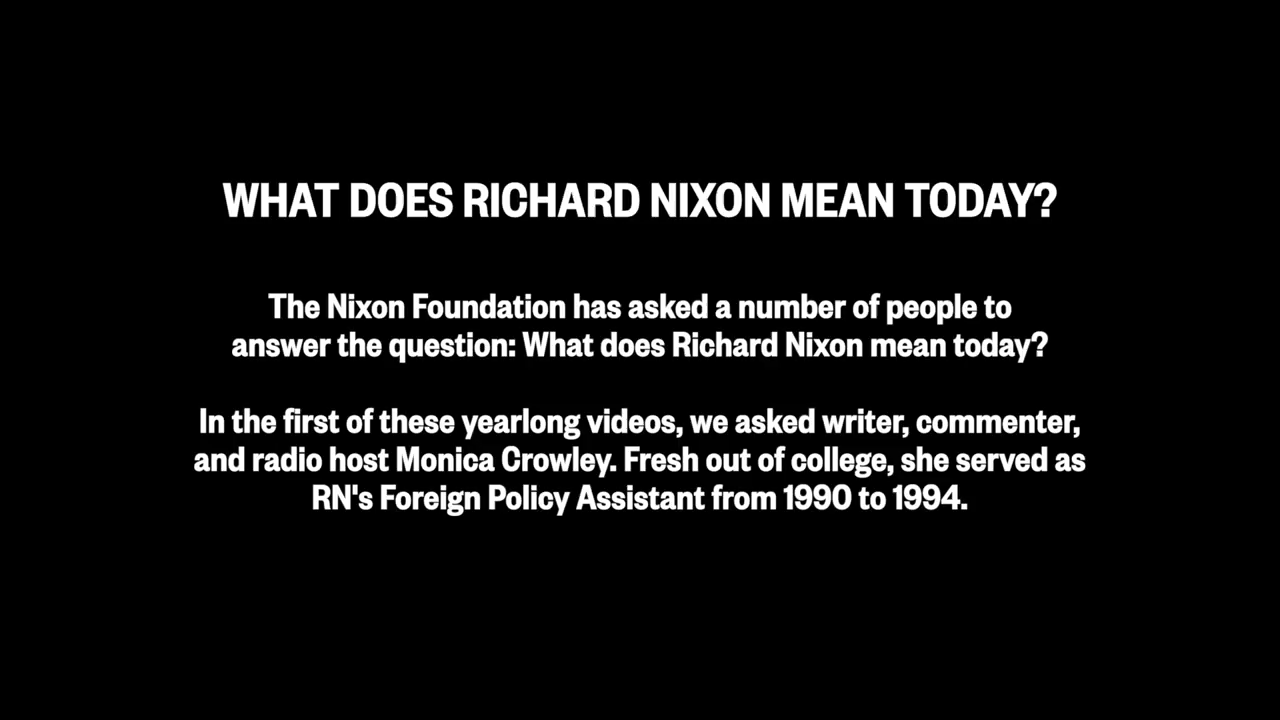 WHAT DOES RICHARD NIXON MEAN TODAY?
The Nixon Foundation has asked a number of people to
answer the question: What does Richard Nixon mean today?
In the first of these yearlong videos, we asked writer, commenter,
and radio host Monica Crowley. Fresh out of college, she served as
RN's Foreign Policy Assistant from 1990 to 1994.